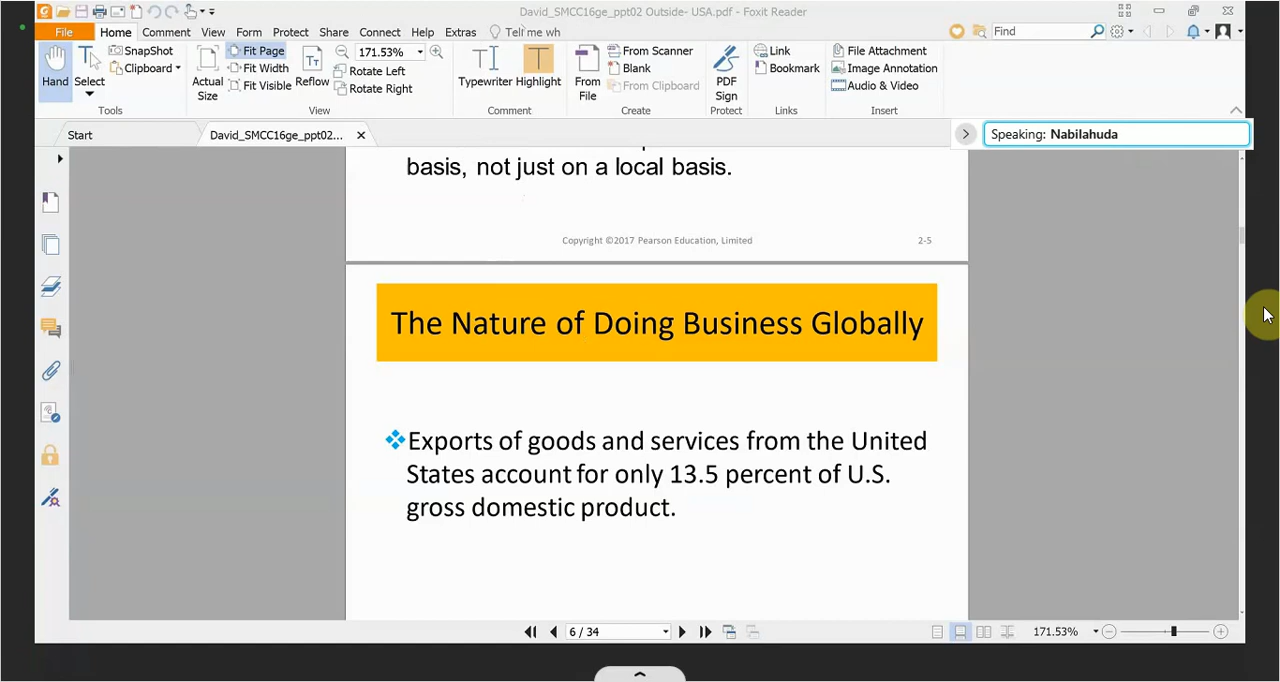 David_SMCC16ge_ppt02 Outside- USA.pdf - Foxit Reader
File Home Comment View Form Protect Share Connect Help Extras Tell me wh Find
Hand
Select
SnapShot
Clipboard
Tools
Actual
Size
Fit Page
Fit Width
Fit Visible
Reflow
171.53%
Rotate Left
Rotate Right
View
Typewriter
Highlight
Comment
From
File
From Scanner
Blank
From Clipboard
Create
PDF
Sign
Protect
Link
Bookmark
Links
File Attachment
Image Annotation
Audio & Video
Insert
Start
David_SMCC16ge_ppt02...
Speaking: Nabilahuda
basis, not just on a local basis.
Copyright ©2017 Pearson Education, Limited 2-5
The Nature of Doing Business Globally
Exports of goods and services from the United
States account for only 13.5 percent of U.S.
gross domestic product.
6 / 34
171.53%